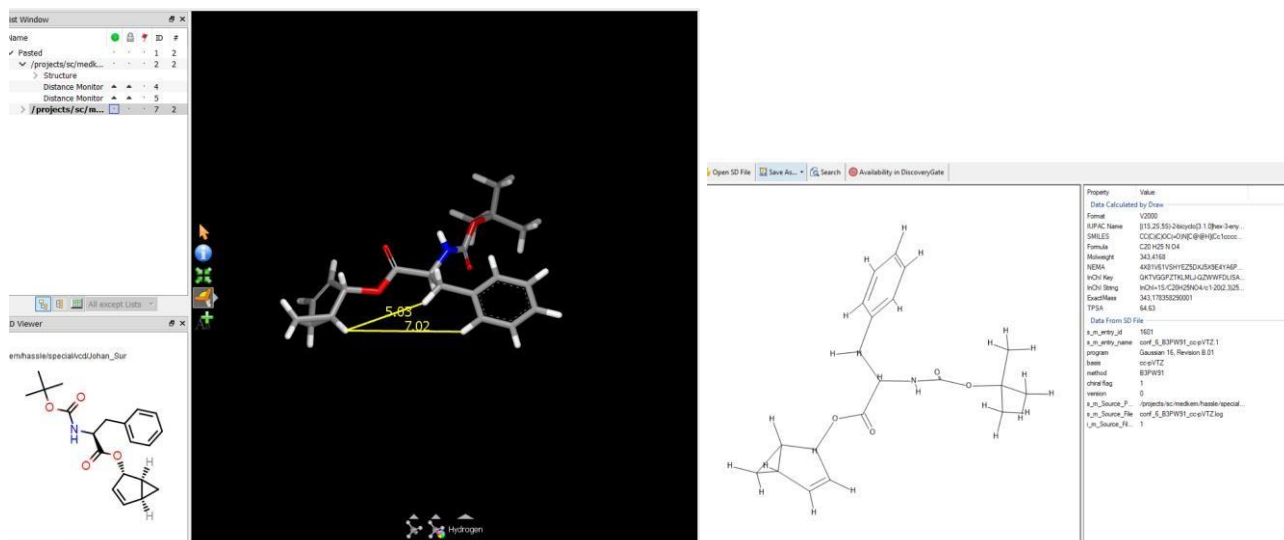 ist Window
Name ID #
Pasted 1 2
/projects/sc/medk... 2 2
Structure
Distance Monitor 4
Distance Monitor 5
/projects/sc/m... 7 2
All except Lists
D Viewer
em/hassle/special/vcd/Johan_Sur
O
O
N
H
O
O
H
H
5.03
7.02
Hydrogen
Open SD File Save As... Search Availability in DiscoveryGate
H
H
H
H
H
H
H
H
N
H
O
O
O
O
H
H
H
H
H
H
H
H
H
H
H
Property Value
Data Calculated by Draw
Format V2000
IUPAC Name [(1S,2S,5S)-2-bicyclo[3.1.0]hex-3-eny...
SMILES CC(C)(C)OC(=O)N[C@@H](Cc1cccc...
Formula C20 H25 N O4
Molweight 343,4168
NEMA
InChI Key
InChI String InChI=1S/C20H25NO4/c1-20(2,3)25...
ExactMass 343,178358290001
TPSA 64,63
Data From SD File
s_m_entry_id 1601
s_m_entry_name conf_6_B3PW91_cc-pVTZ.1
program Gaussian 16, Revision B.01
basis cc-pVTZ
method B3PW91
chiral flag 1
version 0
s_m_Source_P... /projects/sc/medkem/hassle/special...
s_m_Source_File conf_6_B3PW91_cc-pVTZ.log
i_m_Source_Fil... 1